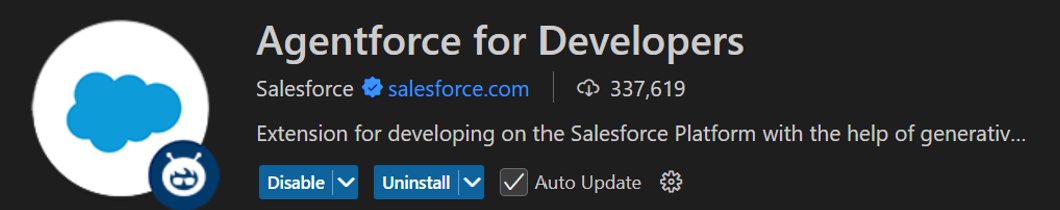 Agentforce for Developers
Salesforce salesforce.com 337,619
Extension for developing on the Salesforce Platform with the help of generativ...
Disable Uninstall Auto Update